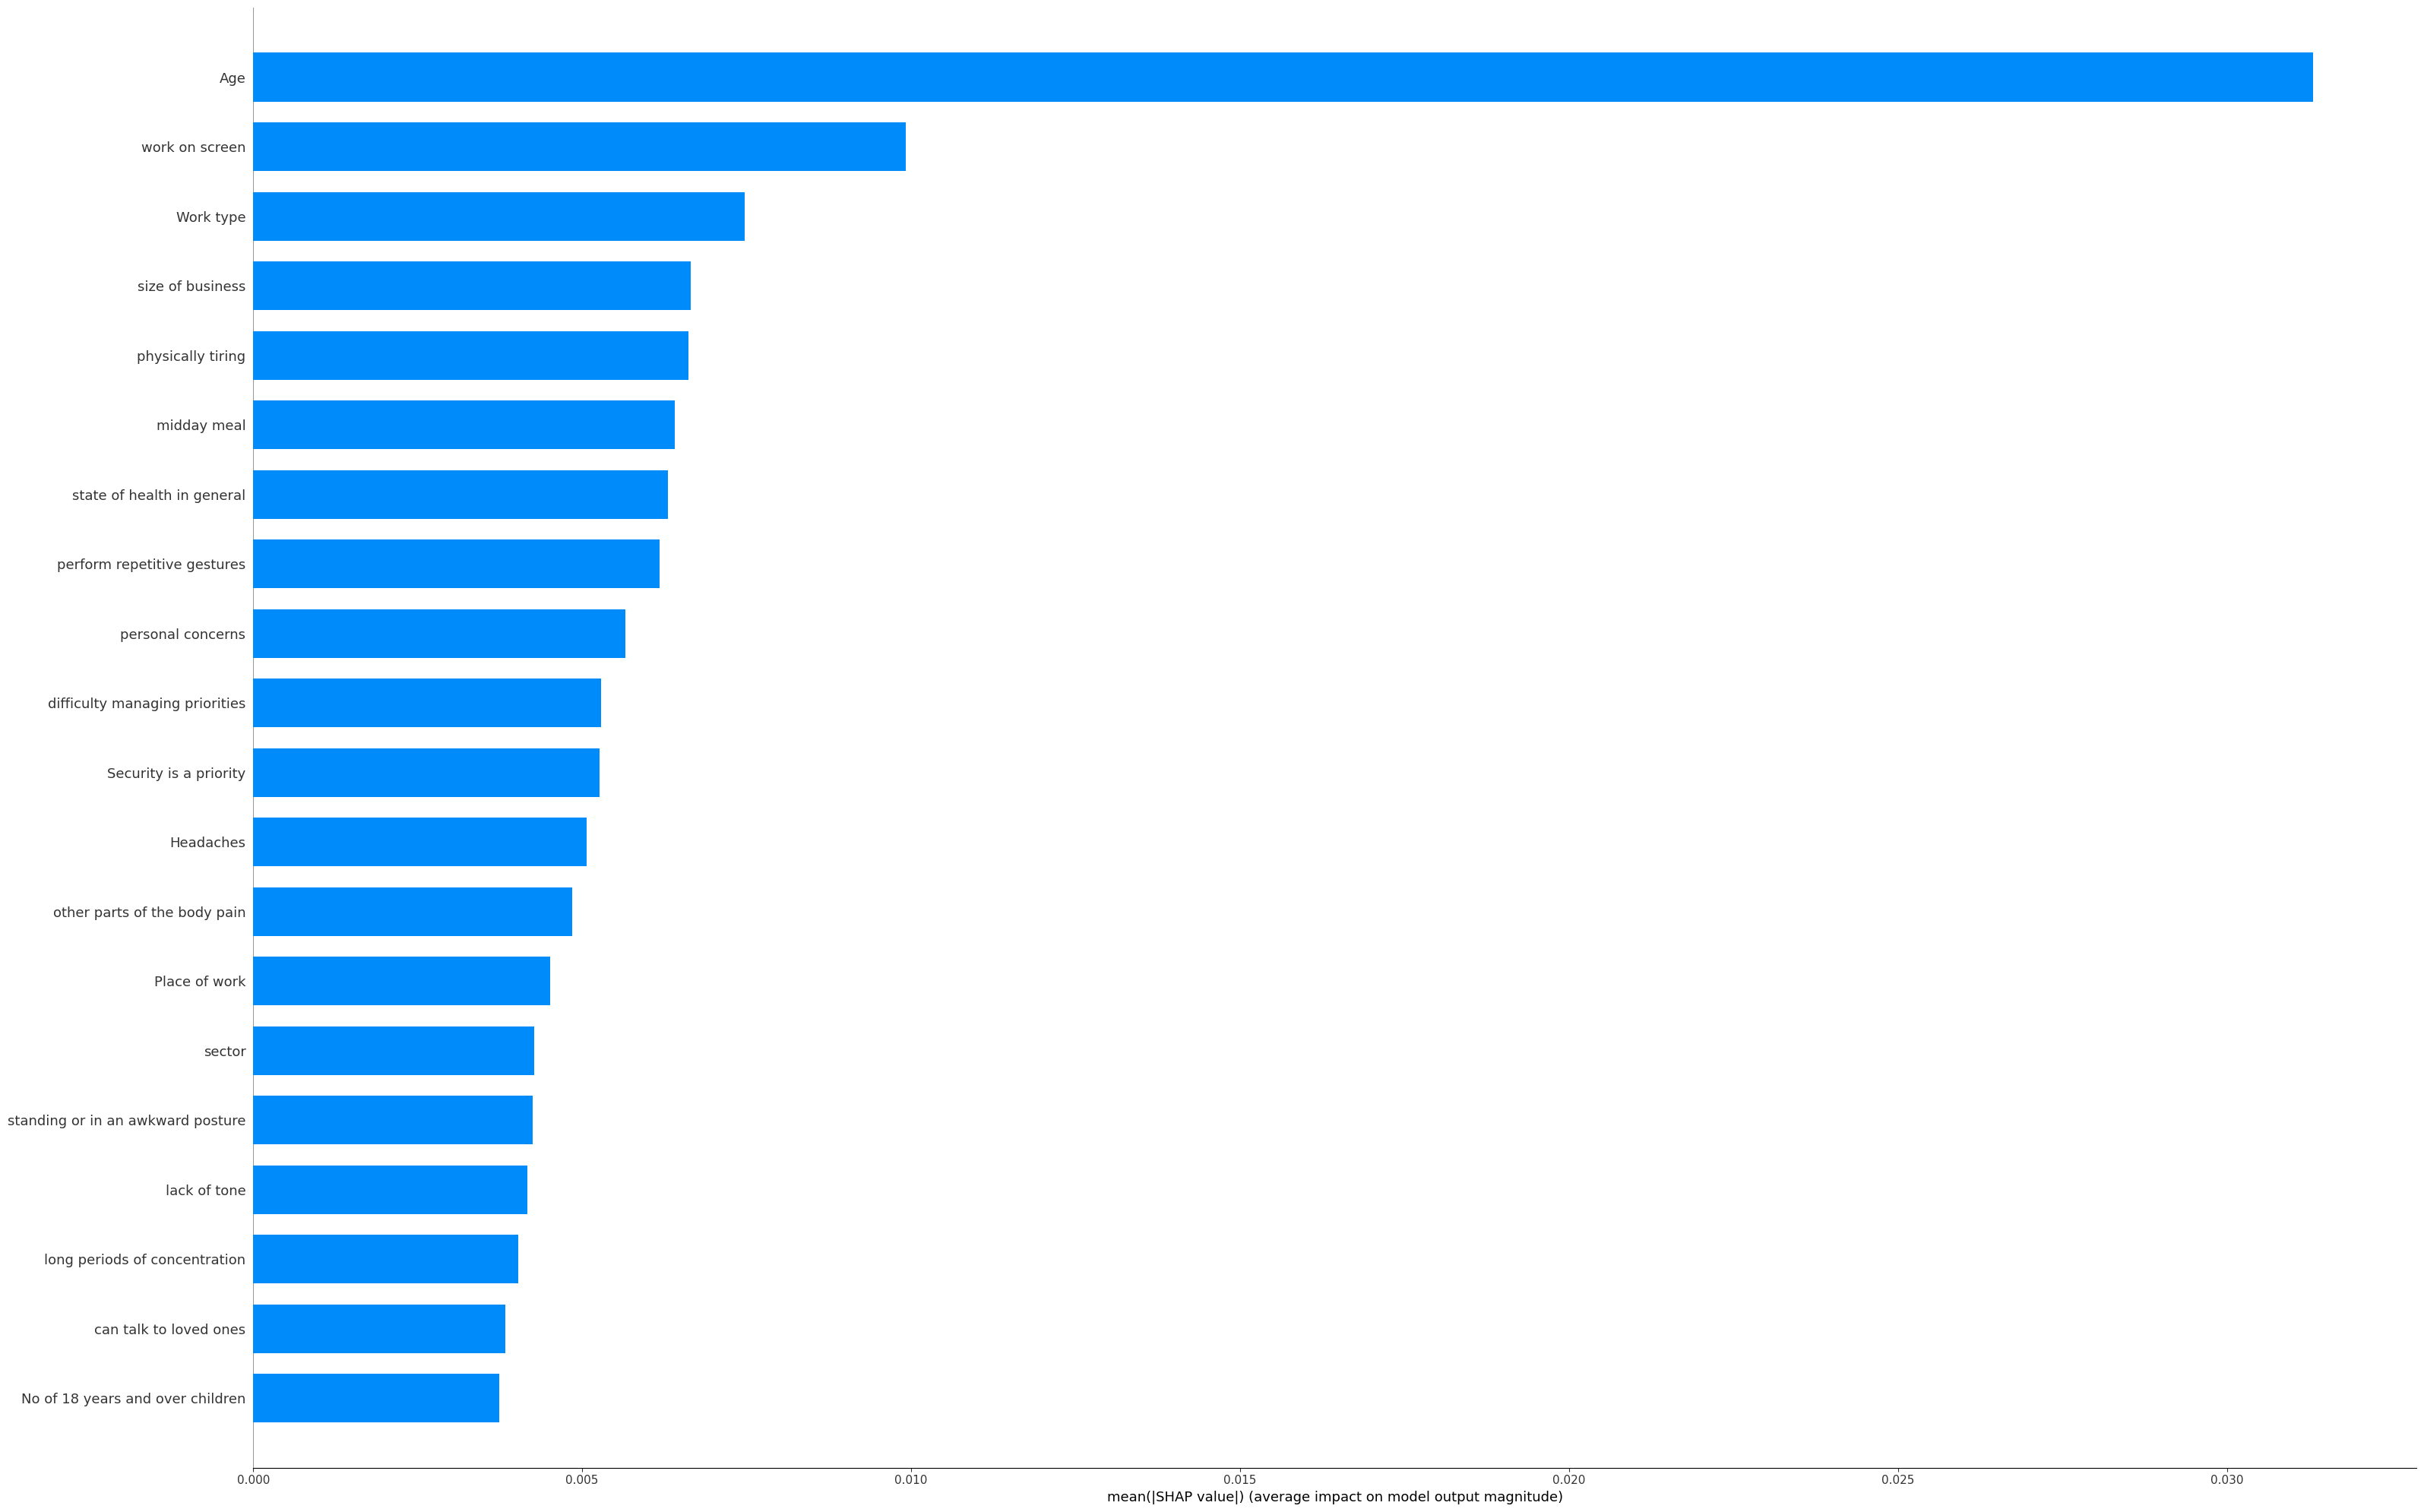 Age
work on screen
Work type
size of business
physically tiring
midday meal
state of health in general
perform repetitive gestures
personal concerns
difficulty managing priorities
Security is a priority
Headaches
other parts of the body pain
Place of work
sector
standing or in an awkward posture
lack of tone
long periods of concentration
can talk to loved ones
No of 18 years and over children
0.000 0.005 0.010 0.015 0.020 0.025 0.030
mean(|SHAP value|) (average impact on model output magnitude)